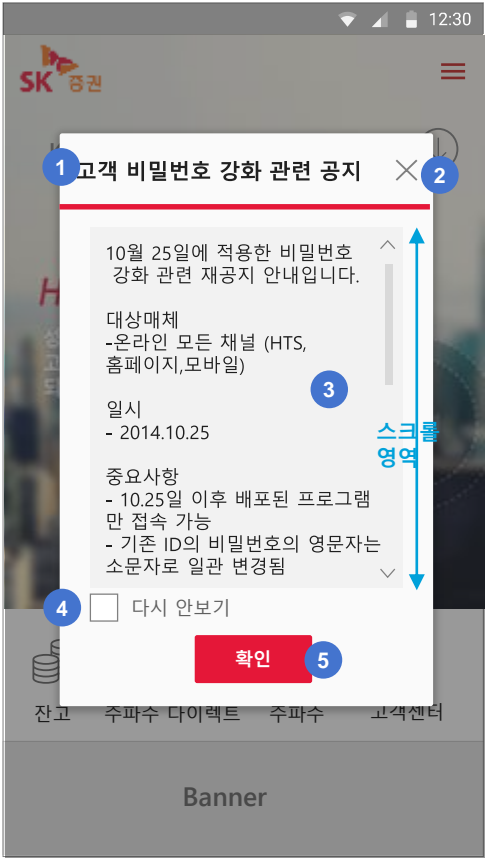 12:30
SK 증권
1 고객 비밀번호 강화 관련 공지 2
10월 25일에 적용한 비밀번호
강화 관련 재공지 안내입니다.
대상매체
-온라인 모든 채널 (HTS,
홈페이지,모바일)
3
일시
- 2014.10.25
스크롤
영역
중요사항
- 10.25일 이후 배포된 프로그램
만 접속 가능
- 기존 ID의 비밀번호의 영문자는
소문자로 일관 변경됨
4 다시 안보기
확인 5
잔고 주파수 다이렉트 주파수 고객센터
Banner